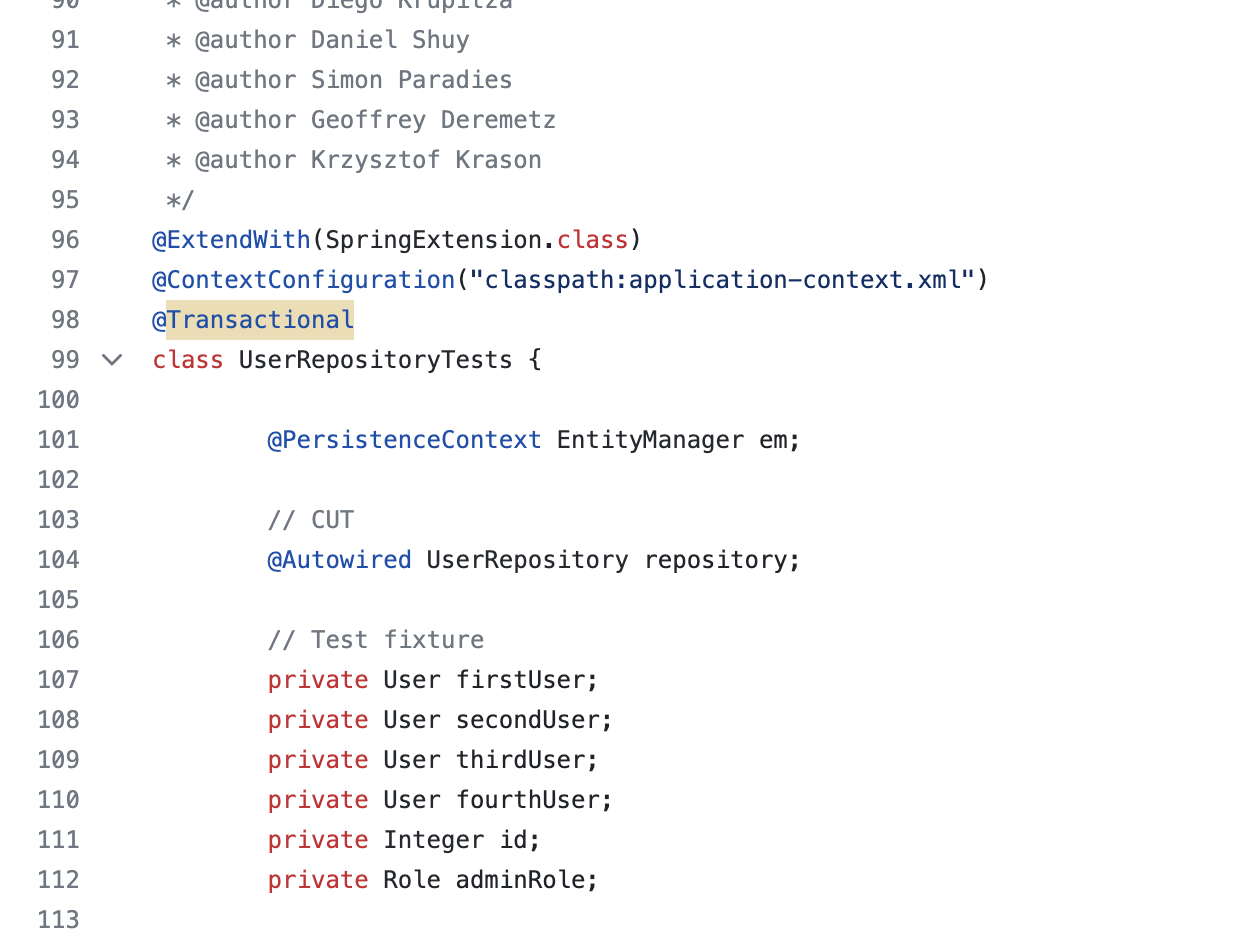 90 * @author Diego Krupitza
91 * @author Daniel Shuy
92 * @author Simon Paradies
93 * @author Geoffrey Deremetz
94 * @author Krzysztof Krason
95 */
96 @ExtendWith(SpringExtension.class)
97 @ContextConfiguration("classpath:application-context.xml")
98 @Transactional
99 class UserRepositoryTests {
100
101 @PersistenceContext EntityManager em;
102
103 // CUT
104 @Autowired UserRepository repository;
105
106 // Test fixture
107 private User firstUser;
108 private User secondUser;
109 private User thirdUser;
110 private User fourthUser;
111 private Integer id;
112 private Role adminRole;
113